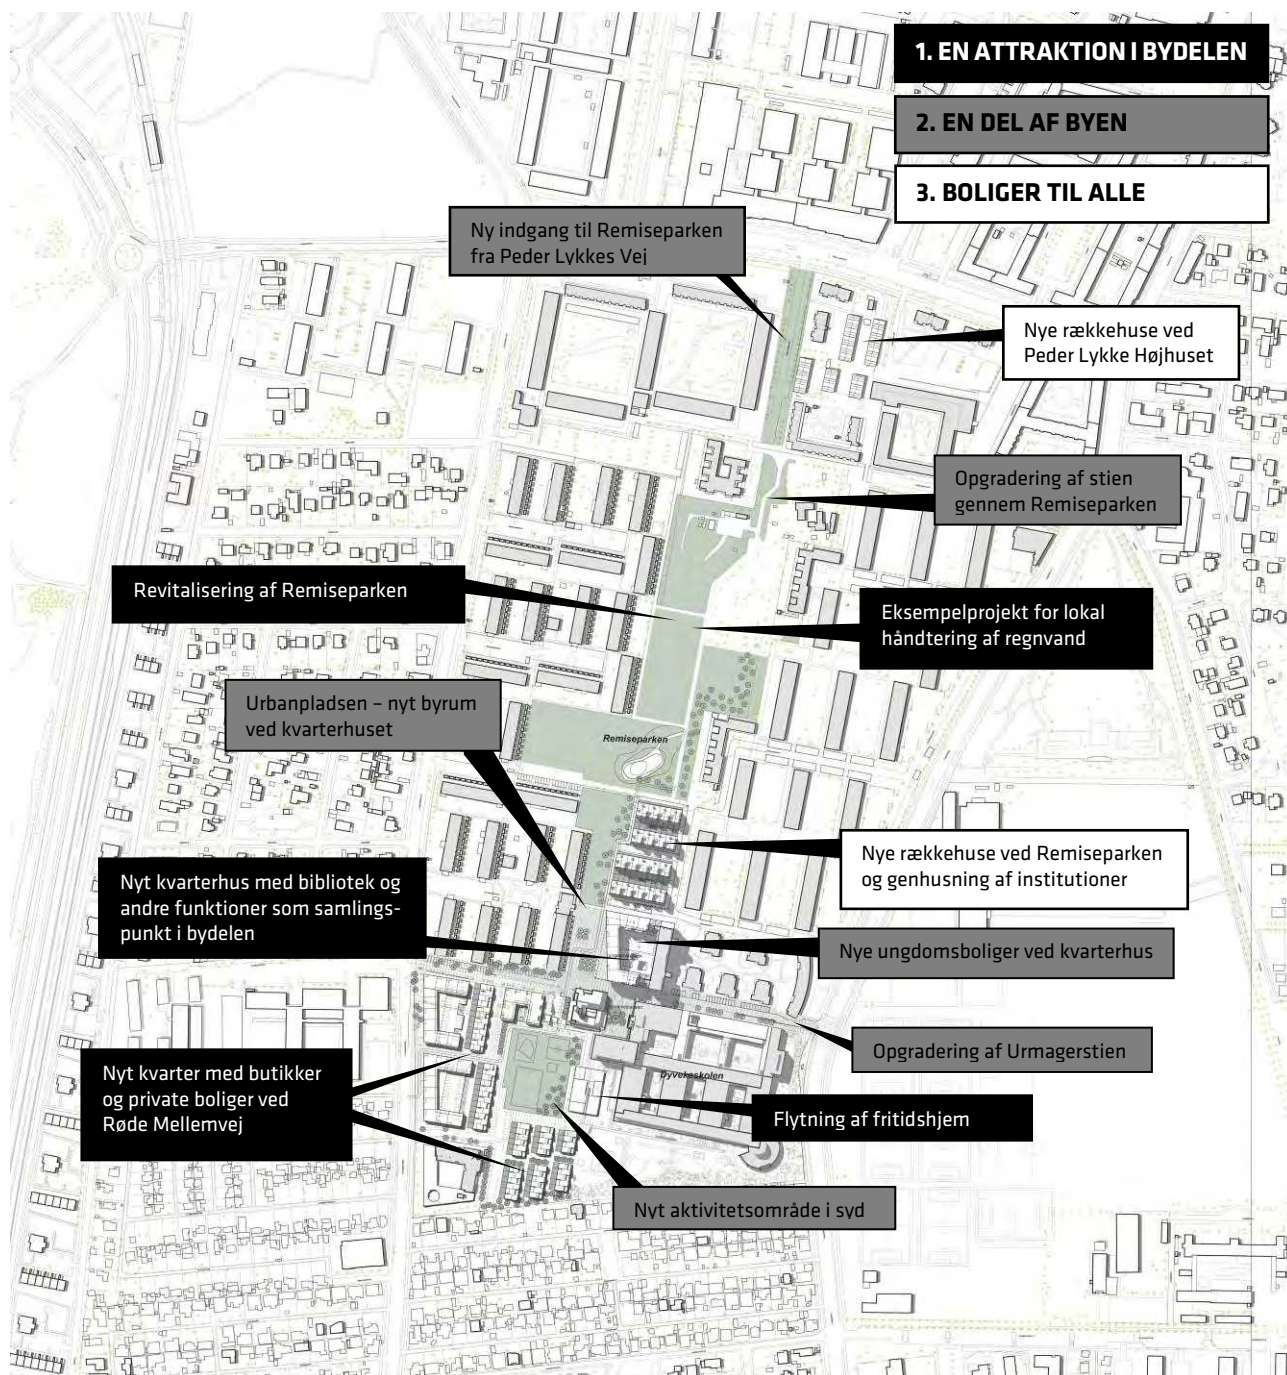 1. EN ATTRAKTION I BYDELEN
2. EN DEL AF BYEN
3. BOLIGER TIL ALLE
Ny indgang til Remiseparken
fra Peder Lykkes Vej
Nye rækkehuse ved
Peder Lykke Højhuset
Opgradering af stien
gennem Remiseparken
Revitalisering af Remiseparken
Eksempelprojekt for lokal
håndtering af regnvand
Urbanpladsen – nyt byrum
ved kvarterhuset
Remiseparken
Nye rækkehuse ved Remiseparken
og genhusning af institutioner
Nyt kvarterhus med bibliotek og
andre funktioner som samlings-
punkt i bydelen
Nye ungdomsboliger ved kvarterhus
Opgradering af Urmagerstien
Nyt kvarter med butikker
og private boliger ved
Røde Mellemvej
Dyvekeskolen
Flytning af fritidshjem
Nyt aktivitetsområde i syd